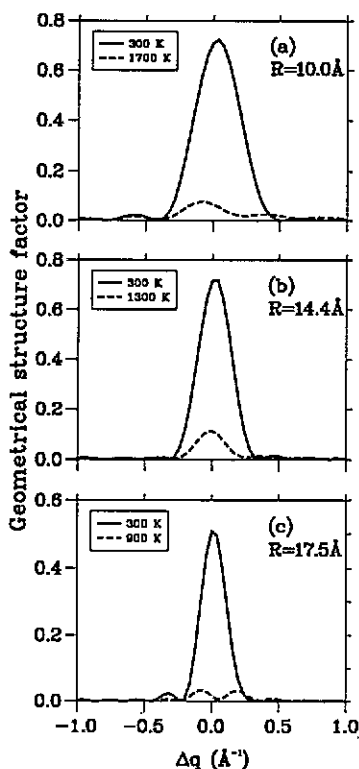 Geometrical structure factor
0.8
0.6
0.4
0.2
0.0
300 K
1700 K
(a)
R=10.0Å
0.8
0.6
0.4
0.2
0.0
300 K
1300 K
(b)
R=14.4Å
0.6
0.4
0.2
0.0
300 K
900 K
(c)
R=17.5Å
-1.0 -0.5 0.0 0.5 1.0
Δq (Å⁻¹)